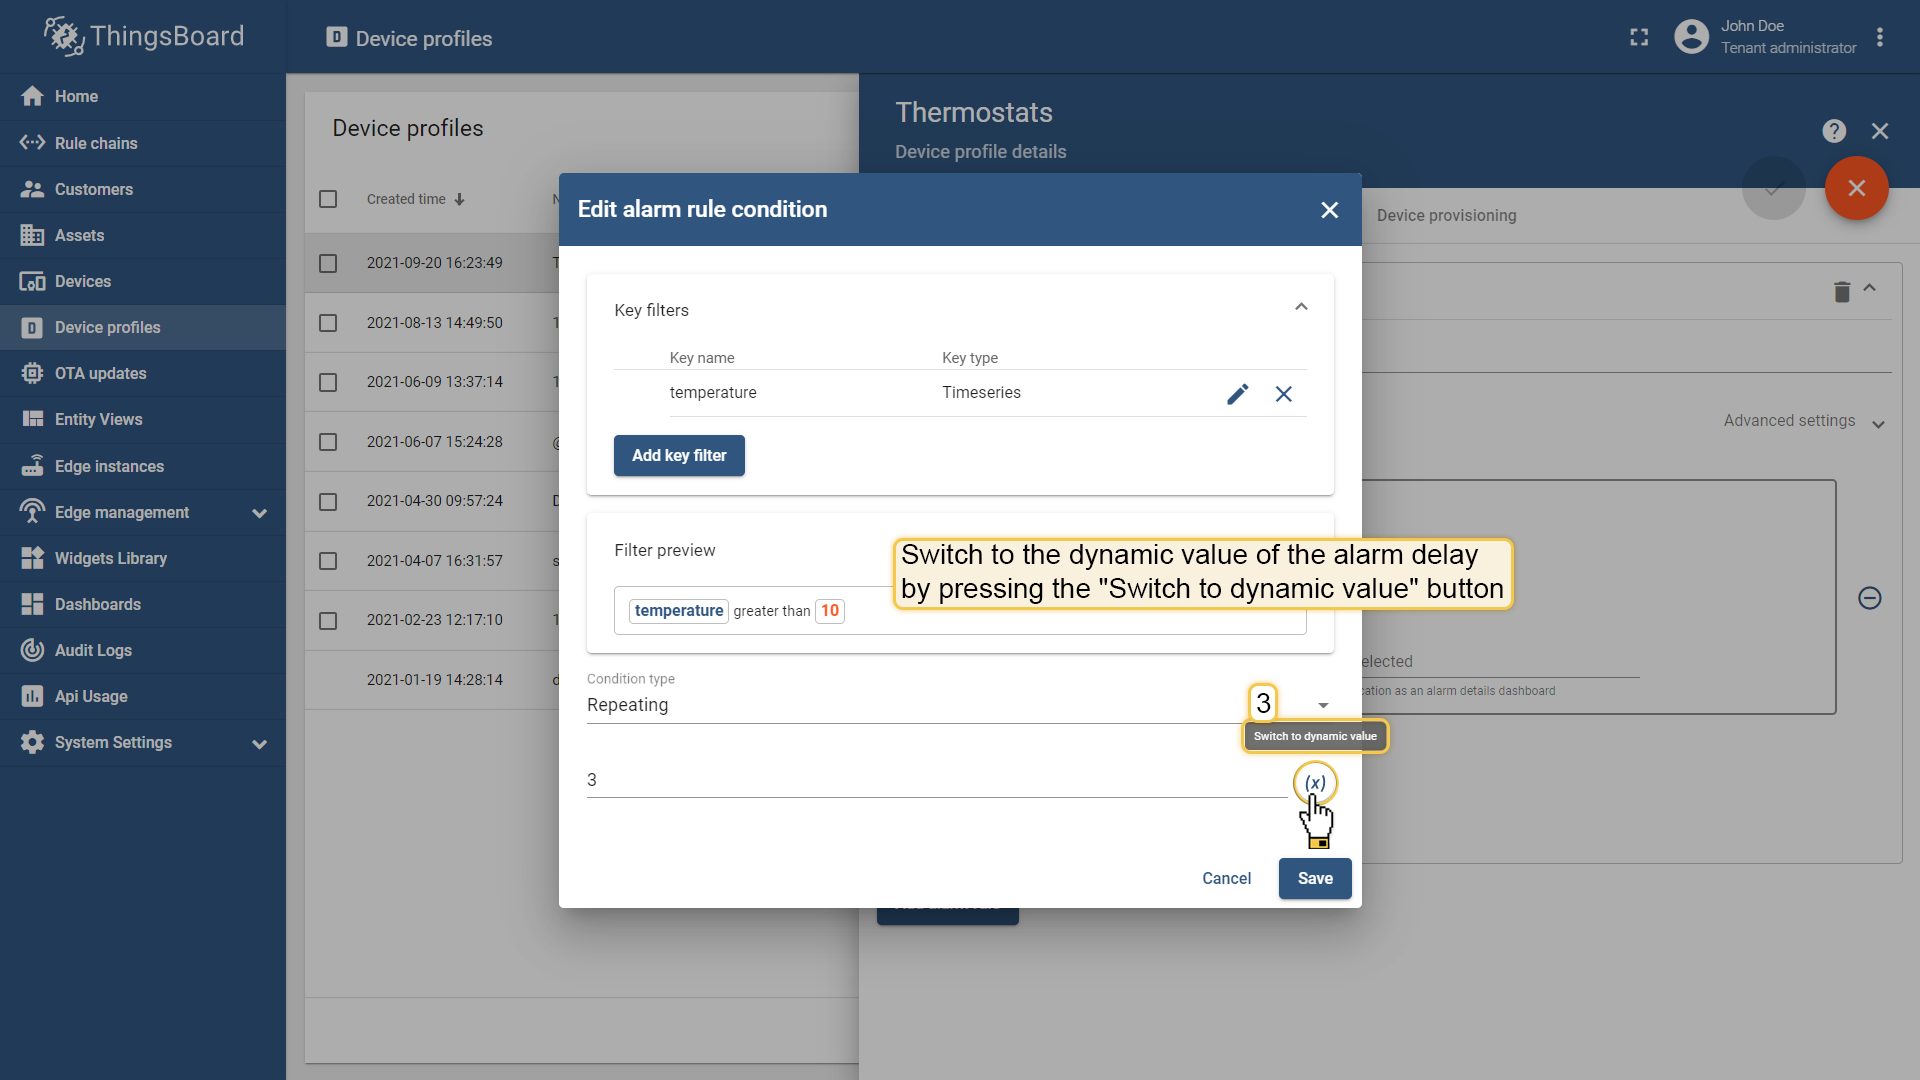 ThingsBoard
Device profiles
John Doe
Tenant administrator
Home
Rule chains
Customers
Assets
Devices
Device profiles
OTA updates
Entity Views
Edge instances
Edge management
Widgets Library
Dashboards
Audit Logs
Api Usage
System Settings
Device profiles
Created time
N
2021-09-20 16:23:49
T
2021-08-13 14:49:50
1
2021-06-09 13:37:14
1
2021-06-07 15:24:28
@
2021-04-30 09:57:24
D
2021-04-07 16:31:57
s
2021-02-23 12:17:10
1
2021-01-19 14:28:14
d
Thermostats
Device profile details
Device provisioning
Advanced settings
elected
cation as an alarm details dashboard
Edit alarm rule condition
Key filters
Key name Key type
temperature Timeseries
Add key filter
Filter preview
temperature greater than 10
Switch to the dynamic value of the alarm delay
by pressing the "Switch to dynamic value" button
Condition type
Repeating
3
Switch to dynamic value
3
(x)
Cancel
Save